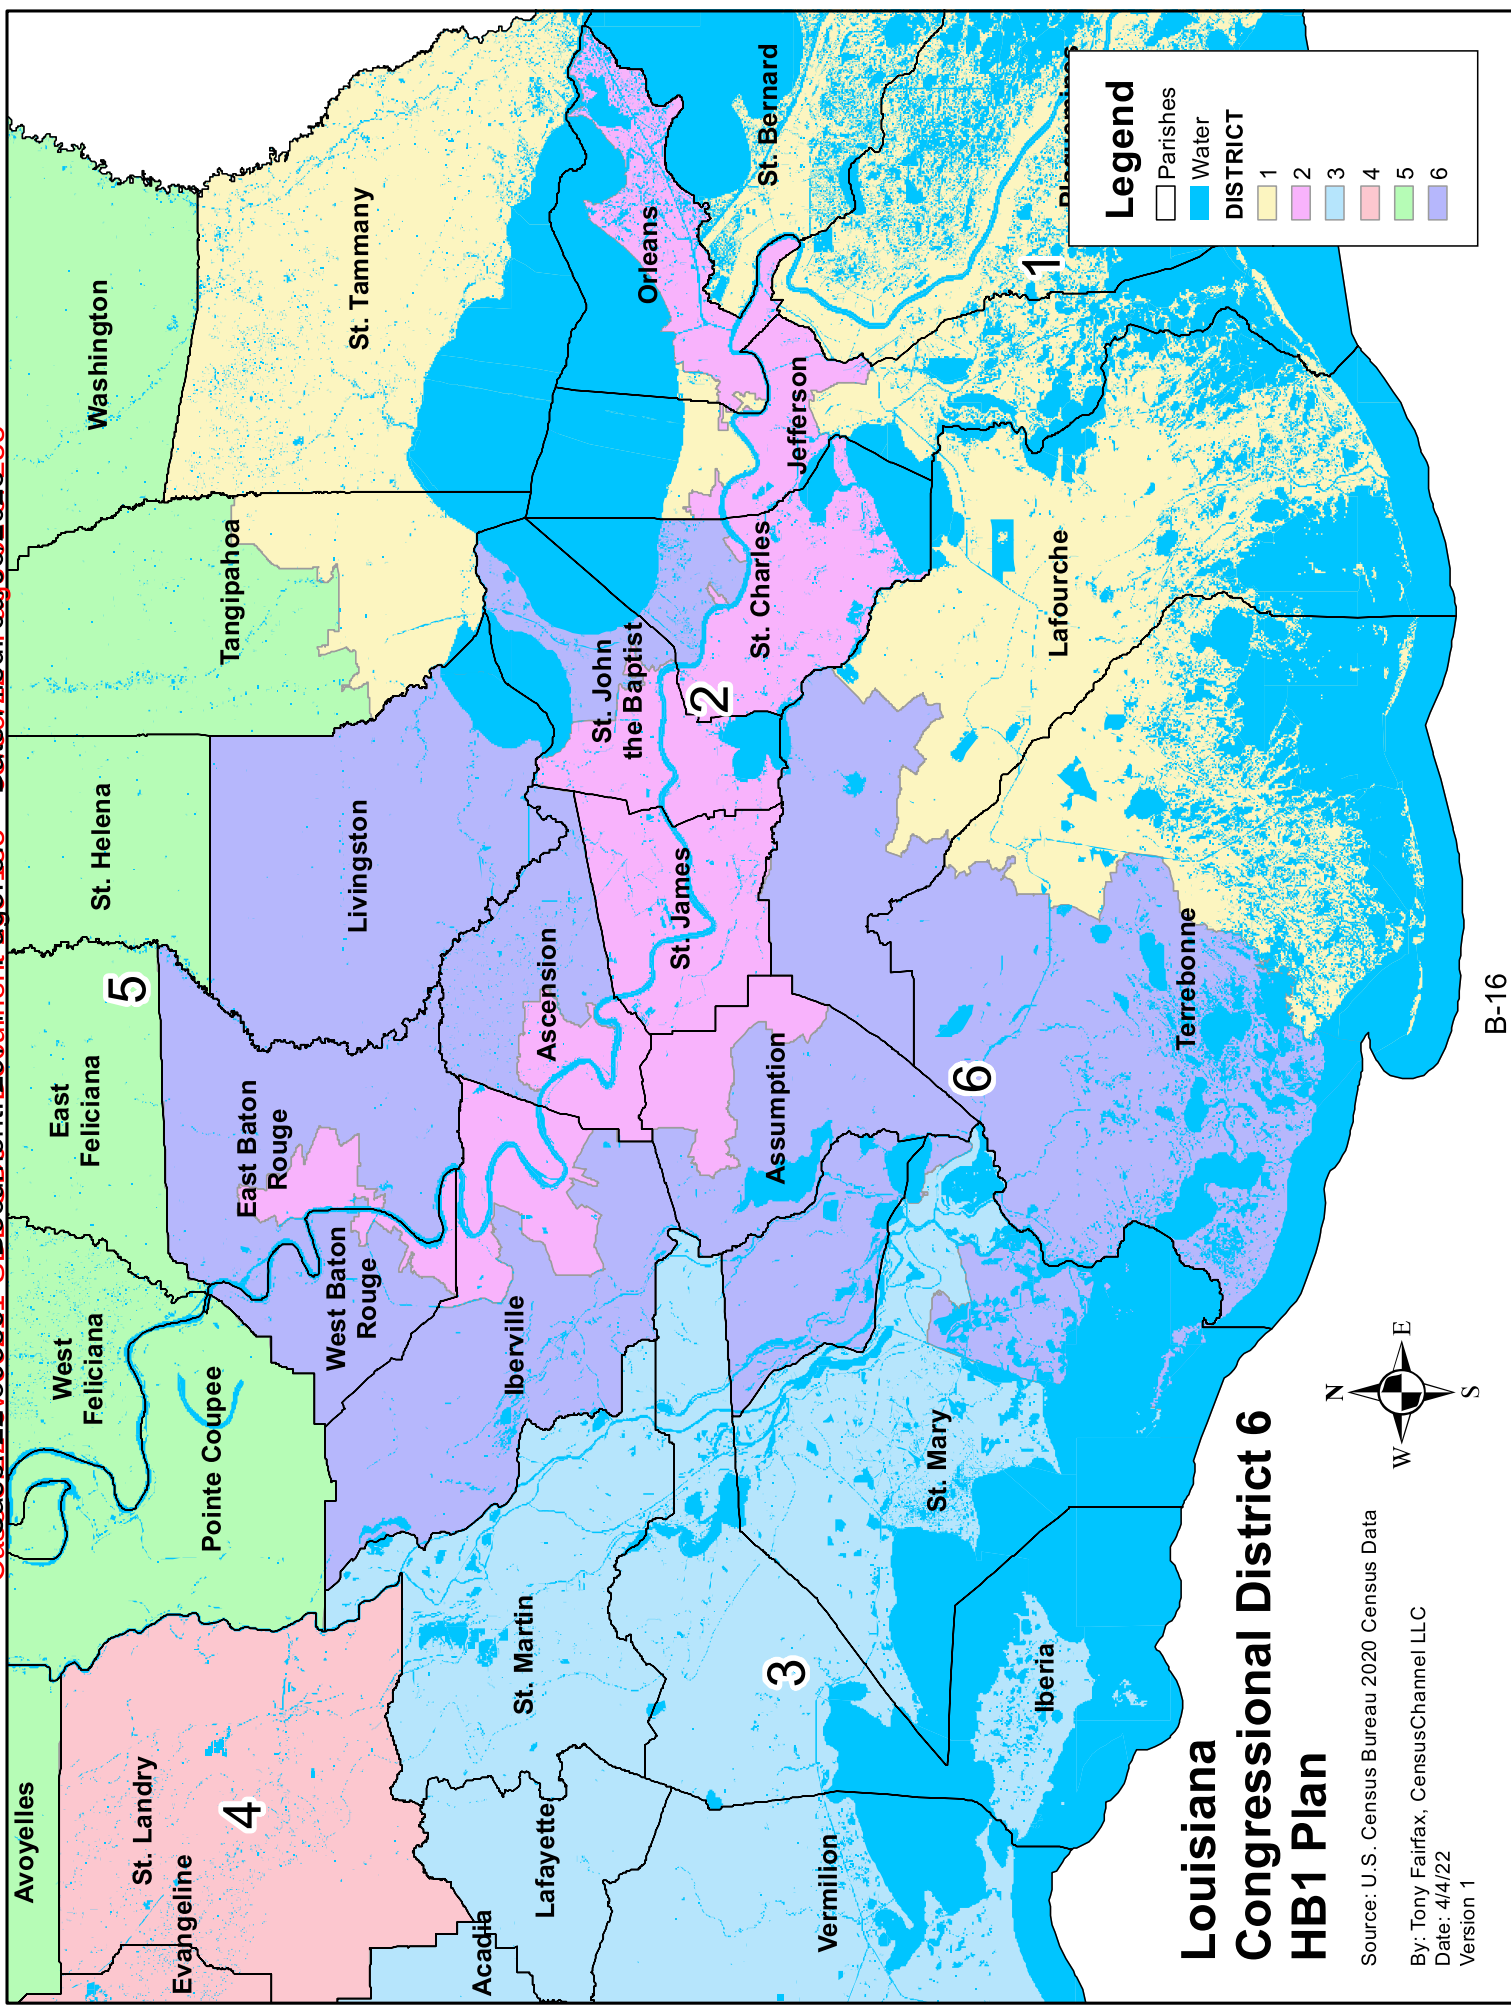 Avoyelles
St. Landry
Evangeline
4
Acadia
Lafayette
Vermilion
St. Martin
3
Iberia
St. Mary
West
Feliciana
Pointe Coupee
East
Feliciana
5
St. Helena
Washington
Tangipahoa
St. Tammany
East Baton
Rouge
West Baton
Rouge
Iberville
Livingston
Ascension
Assumption
St. James
St. John
the Baptist
2
St. Charles
Jefferson
Orleans
St. Bernard
Lafourche
Terrebonne
6
1
Legend
Parishes
Water
DISTRICT
1
2
3
4
5
6
Louisiana
Congressional District 6
HB1 Plan
Source: U.S. Census Bureau 2020 Census Data
By: Tony Fairfax, CensusChannel LLC
Date: 4/4/22
Version 1
N
W
E
S
B-16